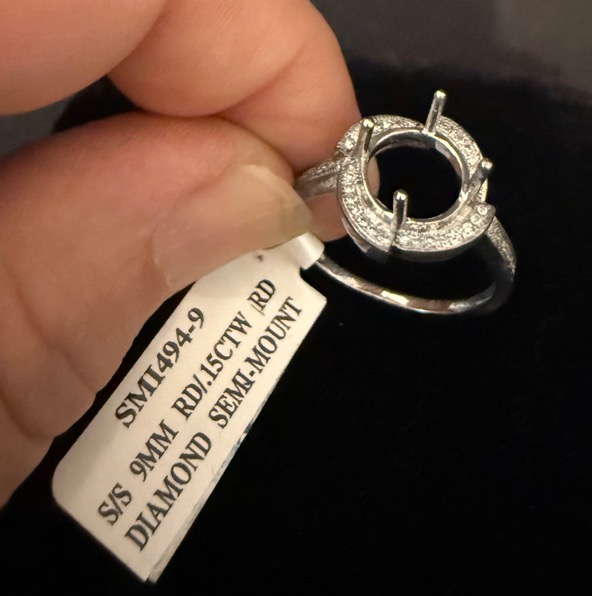 SMI494-9
S/S 9MM RD/.15CTW RD
DIAMOND SEMI-MOUNT